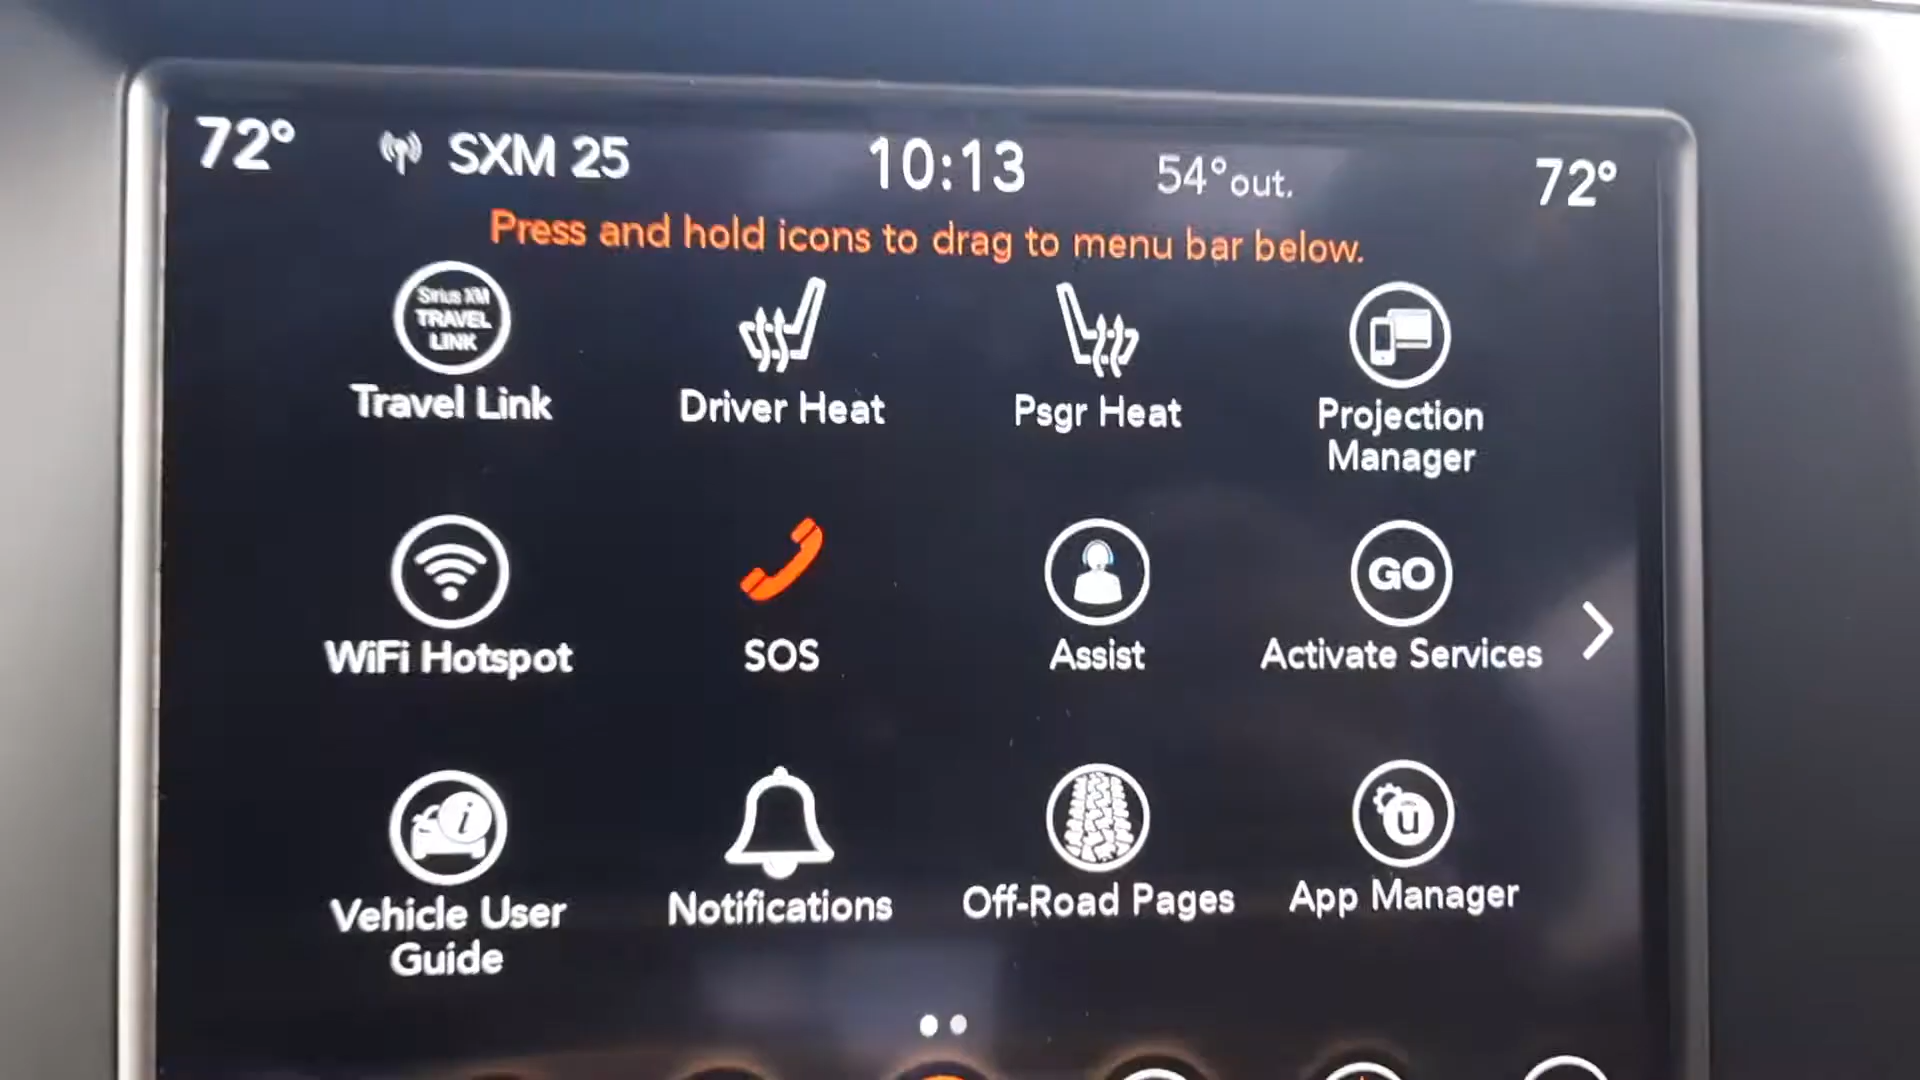 72° SXM 25 10:13 54°out. 72°
Press and hold icons to drag to menu bar below.
Sirius XM
TRAVEL
LINK
Travel Link
Driver Heat
Psgr Heat
Projection
Manager
WiFi Hotspot
SOS
Assist
GO
Activate Services
i
Vehicle User
Guide
Notifications
Off-Road Pages
u
App Manager